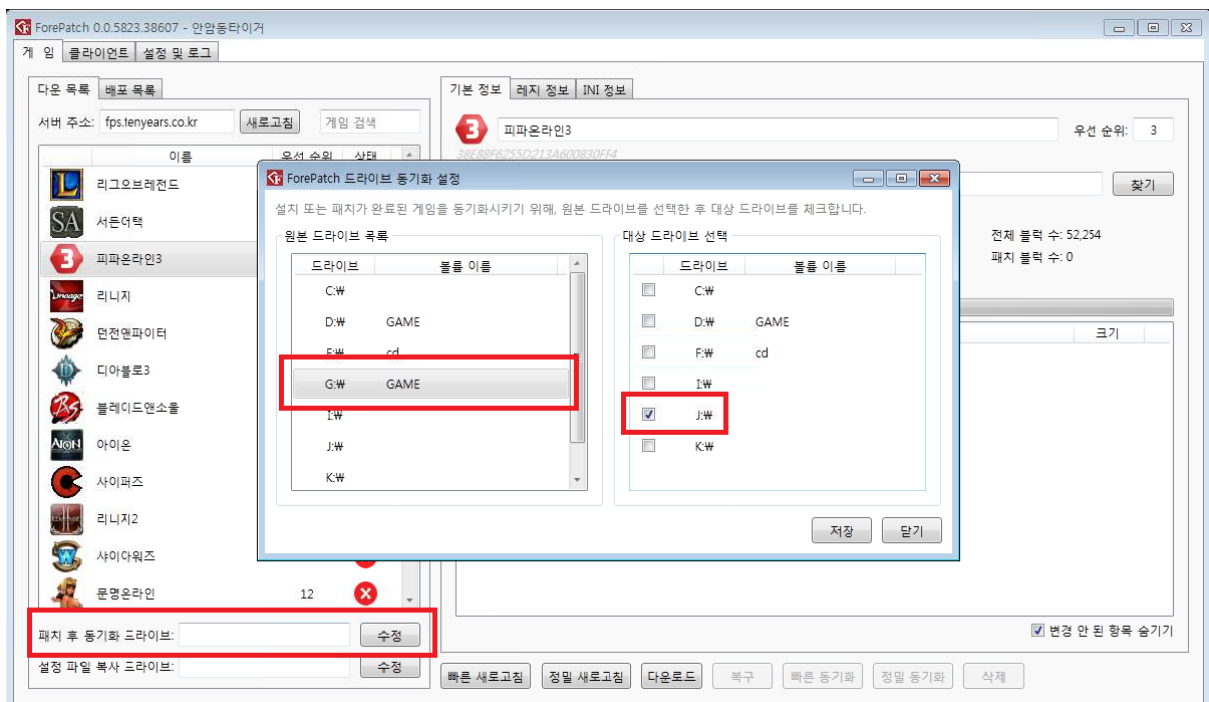 ForePatch 0.0.5823.38607 - 안암동타이거
게 임 클라이언트 설정 및 로그
다운 목록 배포 목록
서버 주소: fps.tenyears.co.kr 새로고침 게임 검색
이름 우선 순위 상태
리그오브레전드
서든어택
피파온라인3
리니지
던전앤파이터
디아블로3
블레이드앤소울
아이온
사이퍼즈
리니지2
샤이야워즈
문명온라인 12
패치 후 동기화 드라이브: 수정
설정 파일 복사 드라이브: 수정
기본 정보 레지 정보 INI 정보
피파온라인3 우선 순위: 3
38E88F6255D213A600830FF4
찾기
전체 블럭 수: 52,254
패치 블럭 수: 0
크기
변경 안 된 항목 숨기기
빠른 새로고침 정밀 새로고침 다운로드 복구 빠른 동기화 정밀 동기화 삭제
ForePatch 드라이브 동기화 설정
설치 또는 패치가 완료된 게임을 동기화시키기 위해, 원본 드라이브를 선택한 후 대상 드라이브를 체크합니다.
원본 드라이브 목록
드라이브 볼륨 이름
C:₩
D:₩ GAME
F:₩ cd
G:₩ GAME
I:₩
J:₩
K:₩
대상 드라이브 선택
드라이브 볼륨 이름
C:₩
D:₩ GAME
F:₩ cd
I:₩
J:₩
K:₩
저장 닫기